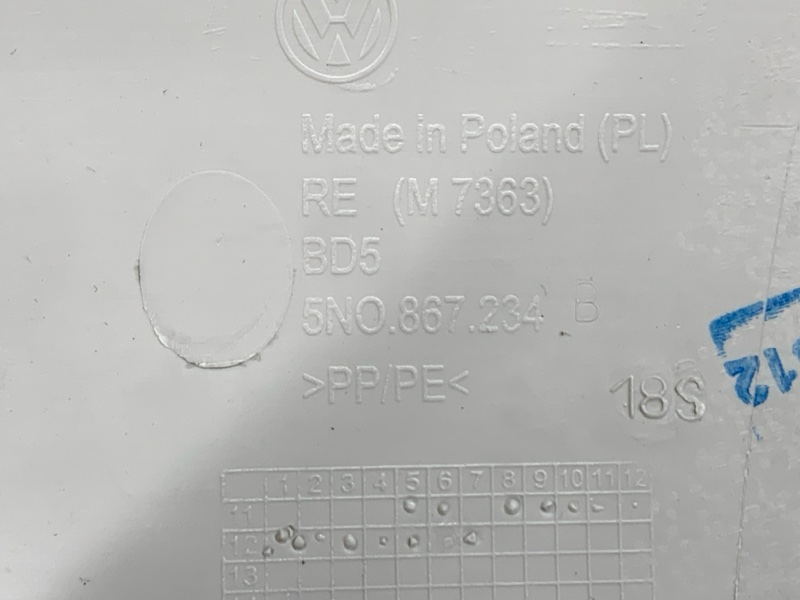 Made in Poland (PL)
RE (M 7363)
BD5
5N0.867.234 B
>PP/PE<
18S
312
1 2 3 4 5 6 7 8 9 10 11 12
11
12
13